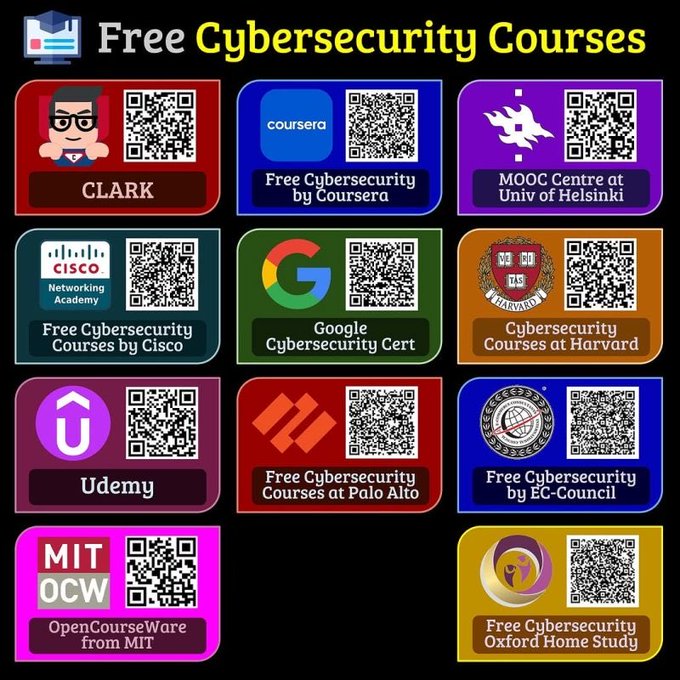 Free Cybersecurity Courses
CLARK
coursera
Free Cybersecurity
by Coursera
MOOC Centre at
Univ of Helsinki
CISCO
Networking
Academy
Free Cybersecurity
Courses by Cisco
Google
Cybersecurity Cert
VE RI
TAS
HARVARD
Cybersecurity
Courses at Harvard
Udemy
Free Cybersecurity
Courses at Palo Alto
Free Cybersecurity
by EC-Council
MIT
OCW
OpenCourseWare
from MIT
Free Cybersecurity
Oxford Home Study